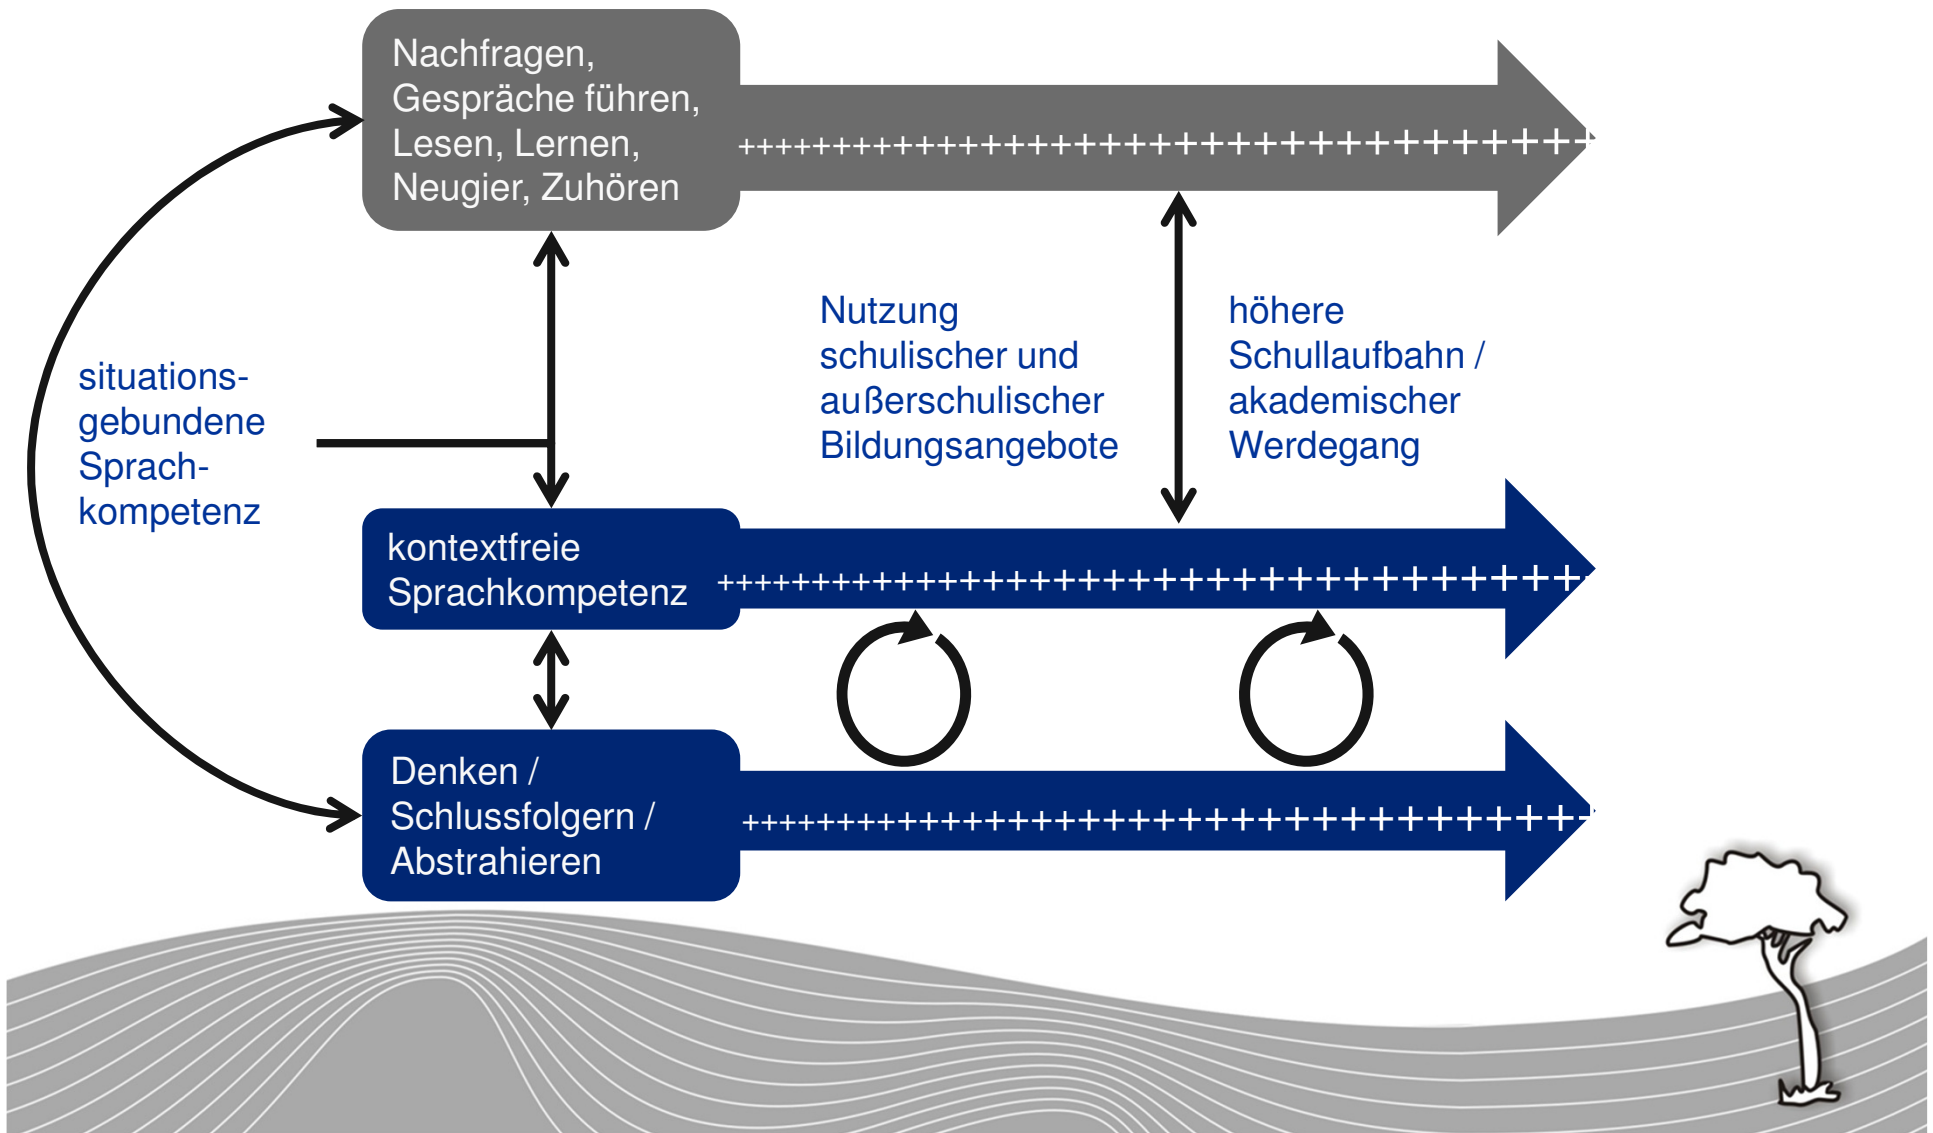 Nachfragen,
Gespräche führen,
Lesen, Lernen,
Neugier, Zuhören
++++++++++++++++++++++++++++++++++++
situations-
gebundene
Sprach-
kompetenz
Nutzung
schulischer und
außerschulischer
Bildungsangebote
höhere
Schullaufbahn /
akademischer
Werdegang
kontextfreie
Sprachkompetenz
++++++++++++++++++++++++++++++++++++
Denken /
Schlussfolgern /
Abstrahieren
++++++++++++++++++++++++++++++++++++